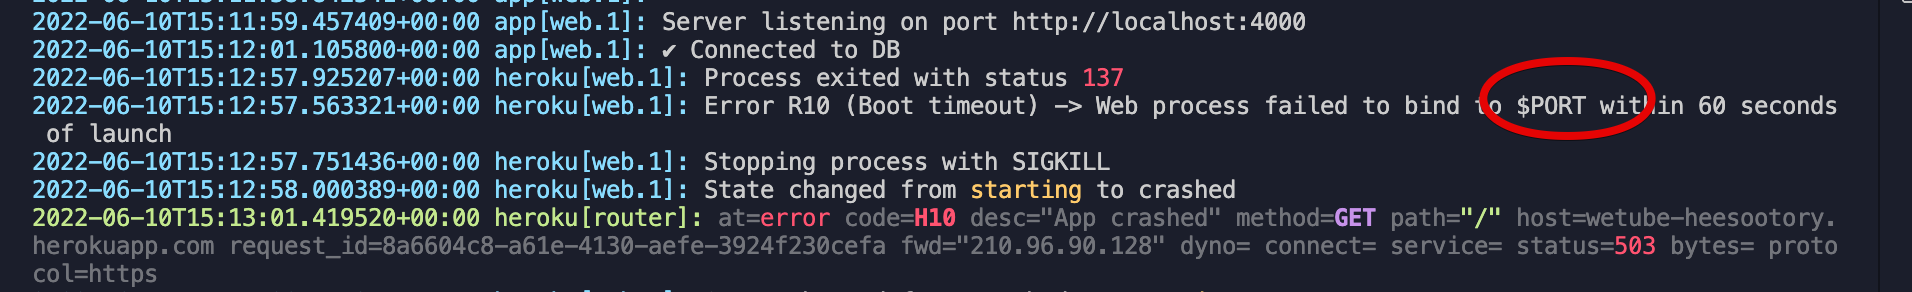 2022-06-10T15:11:59.457409+00:00 app[web.1]: Server listening on port http://localhost:4000
2022-06-10T15:12:01.105800+00:00 app[web.1]: ✔ Connected to DB
2022-06-10T15:12:57.925207+00:00 heroku[web.1]: Process exited with status 137
2022-06-10T15:12:57.563321+00:00 heroku[web.1]: Error R10 (Boot timeout) -> Web process failed to bind to $PORT within 60 seconds
of launch
2022-06-10T15:12:57.751436+00:00 heroku[web.1]: Stopping process with SIGKILL
2022-06-10T15:12:58.000389+00:00 heroku[web.1]: State changed from starting to crashed
2022-06-10T15:13:01.419520+00:00 heroku[router]: at=error code=H10 desc="App crashed" method=GET path="/" host=wetube-heesootory.
herokuapp.com request_id=8a6604c8-a61e-4130-aefe-3924f230cefa fwd="210.96.90.128" dyno= connect= service= status=503 bytes= proto
col=https